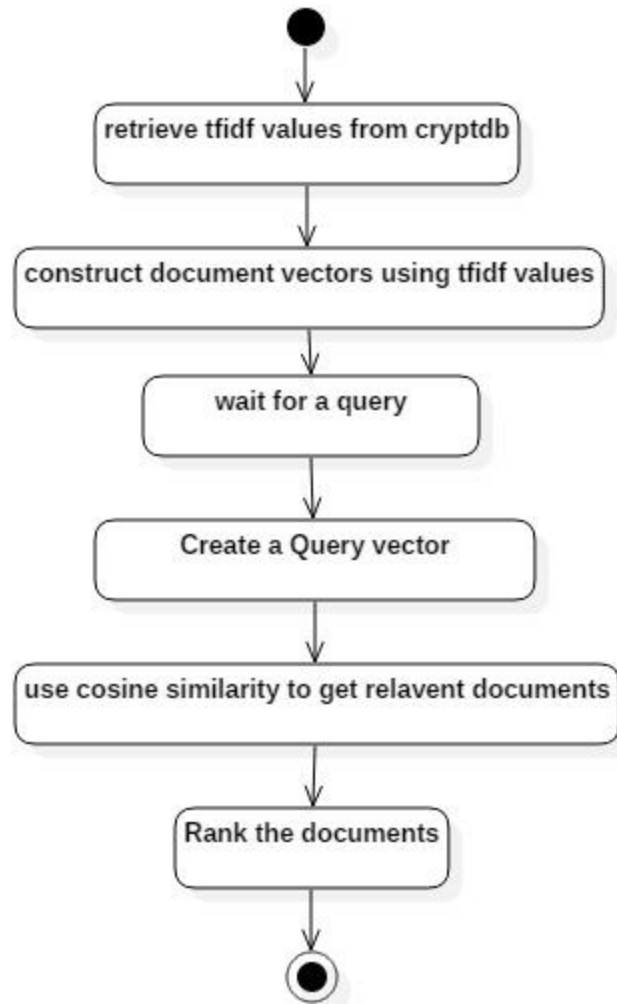 retrieve tfidf values from cryptdb
construct document vectors using tfidf values
wait for a query
Create a Query vector
use cosine similarity to get relavent documents
Rank the documents